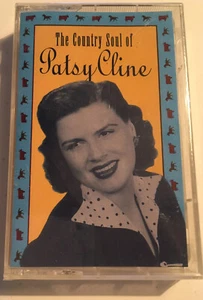 The Country Soul of
Patsy Cline